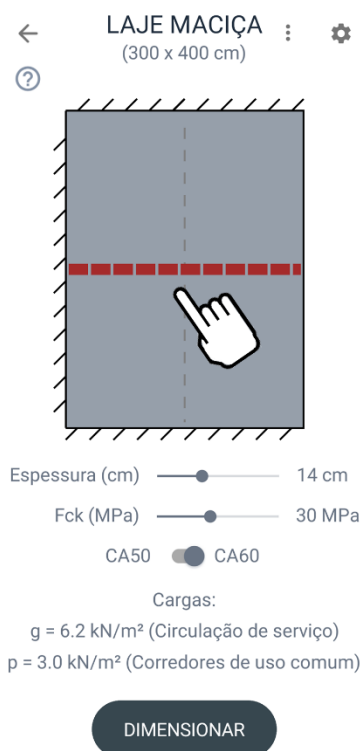 LAJE MACIÇA
(300 x 400 cm)
Espessura (cm) 14 cm
Fck (MPa) 30 MPa
CA50 CA60
Cargas:
g = 6.2 kN/m² (Circulação de serviço)
p = 3.0 kN/m² (Corredores de uso comum)
DIMENSIONAR